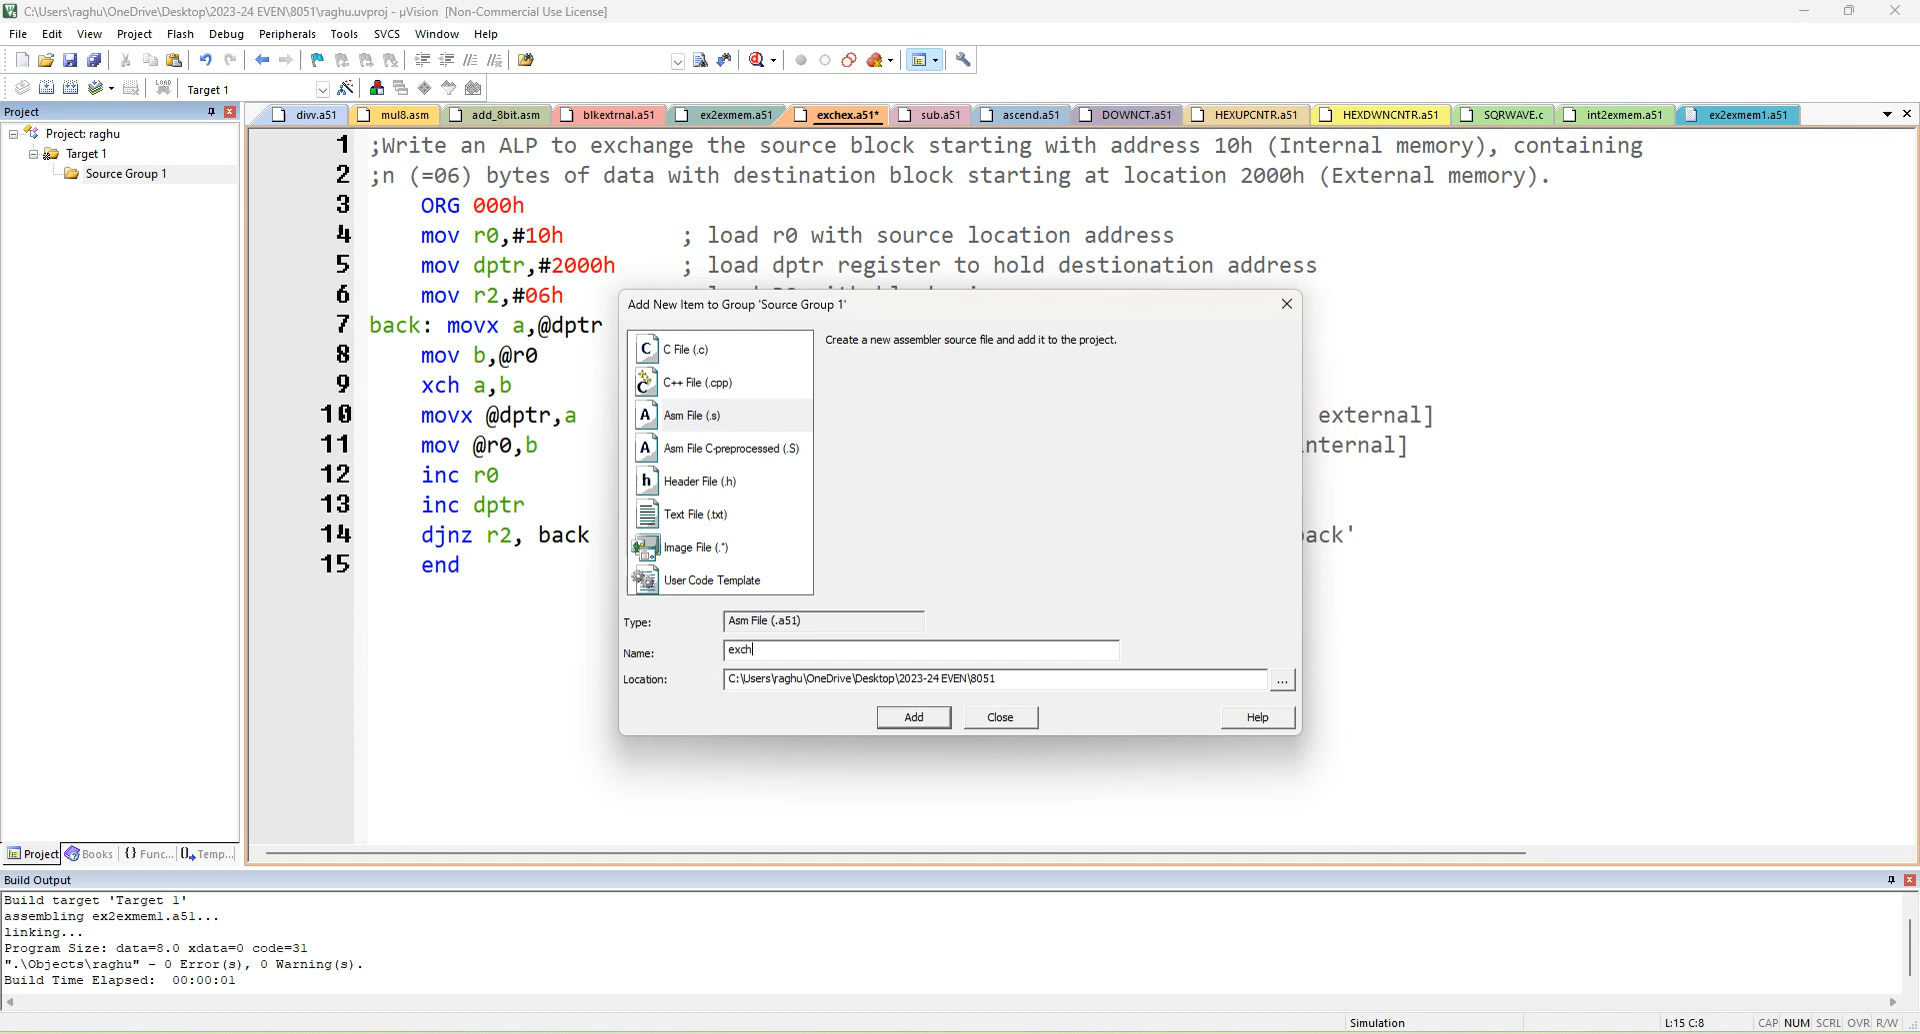 C:\Users\raghu\OneDrive\Desktop\2023-24 EVEN\8051\raghu.uvproj - µVision [Non-Commercial Use License]
File Edit View Project Flash Debug Peripherals Tools SVCS Window Help
LOAD Target 1
Project
divv.a51 mul8.asm add_8bit.asm blkextrnal.a51 ex2exmem.a51 exchex.a51* sub.a51 ascend.a51 DOWNCT.a51 HEXUPCNTR.a51 HEXDWNCNTR.a51 SQRWAVE.c int2exmem.a51 ex2exmem1.a51
Project: raghu
Target 1
Source Group 1
1 ;Write an ALP to exchange the source block starting with address 10h (Internal memory), containing
2 ;n (=06) bytes of data with destination block starting at location 2000h (External memory).
3 ORG 000h
4 mov r0,#10h ; load r0 with source location address
5 mov dptr,#2000h ; load dptr register to hold destionation address
6 mov r2,#06h
7 back: movx a,@dptr
8 mov b,@r0
9 xch a,b
10 movx @dptr,a external]
11 mov @r0,b nternal]
12 inc r0
13 inc dptr
14 djnz r2, back ack'
15 end
Add New Item to Group 'Source Group 1'
C File (.c)
C++ File (.cpp)
Asm File (.s)
Asm File C-preprocessed (.S)
Header File (.h)
Text File (.txt)
Image File (.*)
User Code Template
Create a new assembler source file and add it to the project.
Type: Asm File (.a51)
Name: exch
Location: C:\Users\raghu\OneDrive\Desktop\2023-24 EVEN\8051 ...
Add Close Help
Project Books {} Func... Temp...
Build Output
Build target 'Target 1'
assembling ex2exmem1.a51...
linking...
Program Size: data=8.0 xdata=0 code=31
".\Objects\raghu" - 0 Error(s), 0 Warning(s).
Build Time Elapsed: 00:00:01
Simulation L:15 C:8 CAP NUM SCRL OVR R/W